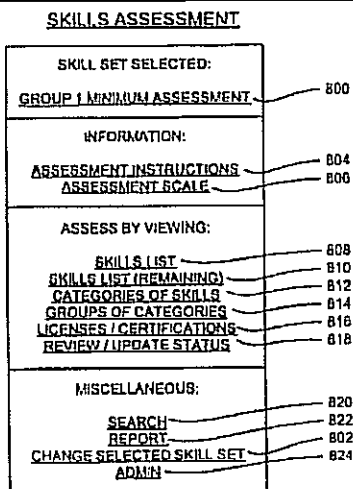 SKILLS ASSESSMENT
SKILL SET SELECTED:
GROUP 1 MINIMUM ASSESSMENT 800
INFORMATION:
ASSESSMENT INSTRUCTIONS 804
ASSESSMENT SCALE 806
ASSESS BY VIEWING:
SKILLS LIST 808
SKILLS LIST (REMAINING) 810
CATEGORIES OF SKILLS 812
GROUPS OF CATEGORIES 814
LICENSES / CERTIFICATIONS 816
REVIEW / UPDATE STATUS 818
MISCELLANEOUS:
SEARCH 820
REPORT 822
CHANGE SELECTED SKILL SET 802
ADMIN 824